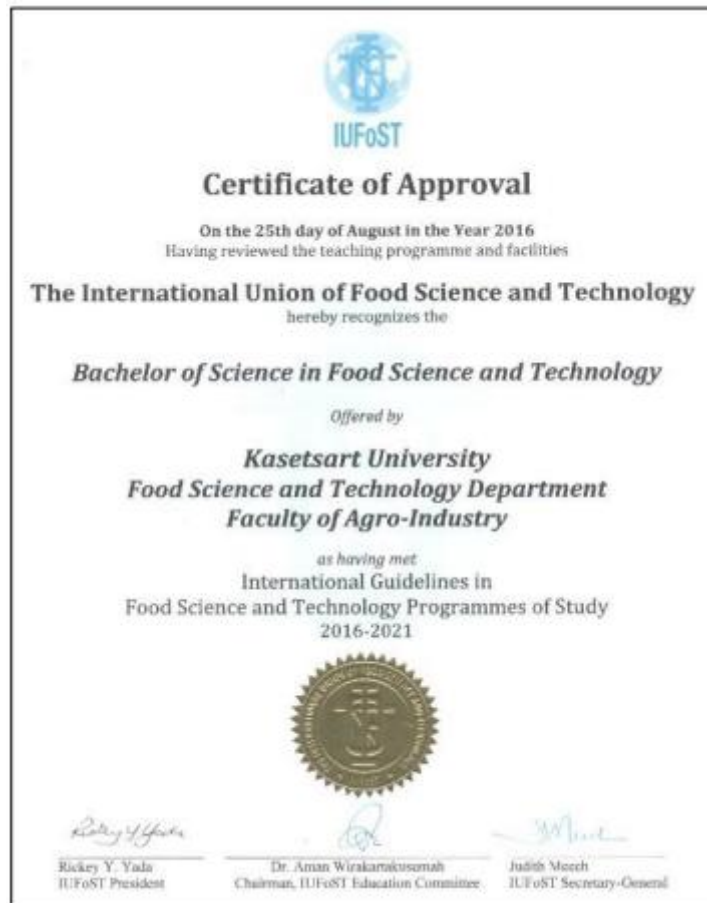 IUFoST
Certificate of Approval
On the 25th day of August in the Year 2016
Having reviewed the teaching programme and facilities
The International Union of Food Science and Technology
hereby recognizes the
Bachelor of Science in Food Science and Technology
Offered by
Kasetsart University
Food Science and Technology Department
Faculty of Agro-Industry
as having met
International Guidelines in
Food Science and Technology Programmes of Study
2016-2021
Rickey Y. Yada
IUFoST President
Dr. Aman Wirakartakusumah
Chairman, IUFoST Education Committee
Judith Meech
IUFoST Secretary-General